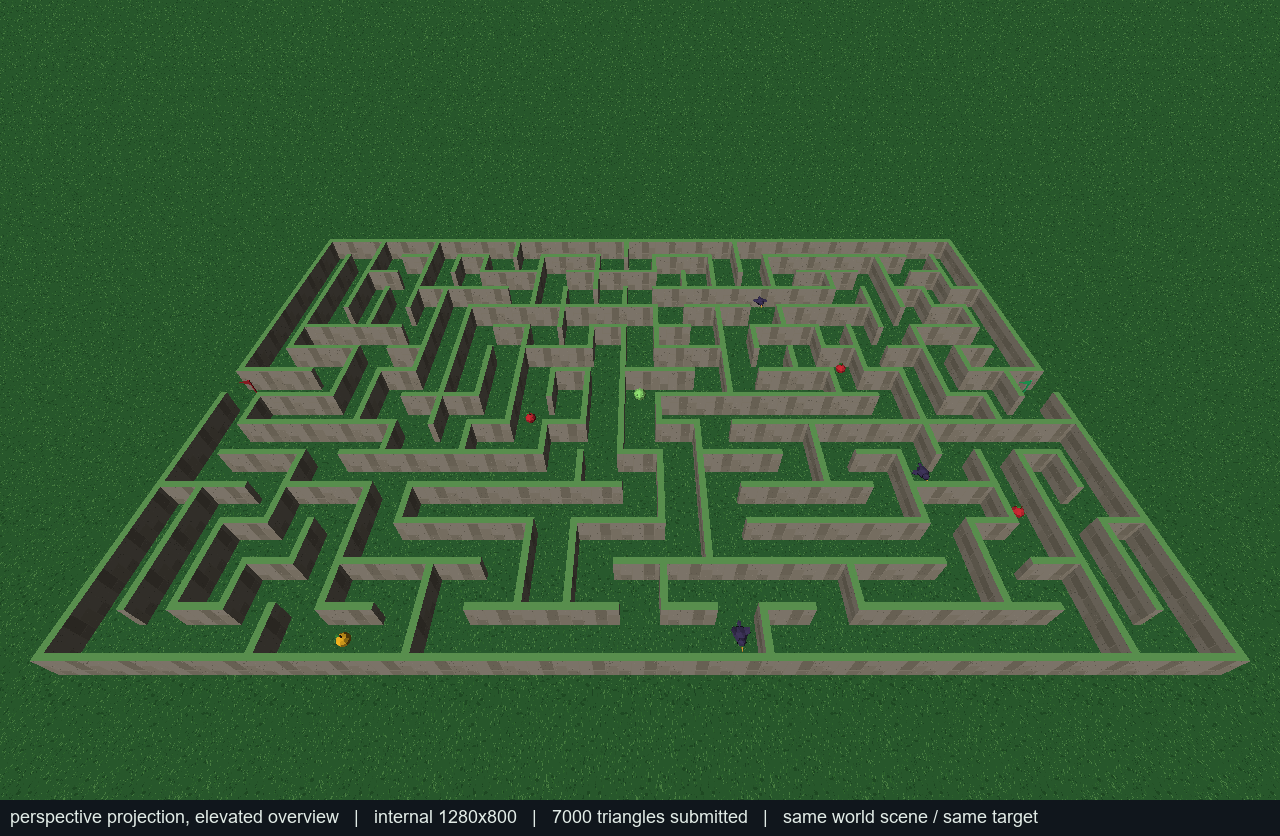 perspective projection, elevated overview | internal 1280x800 | 7000 triangles submitted | same world scene / same target